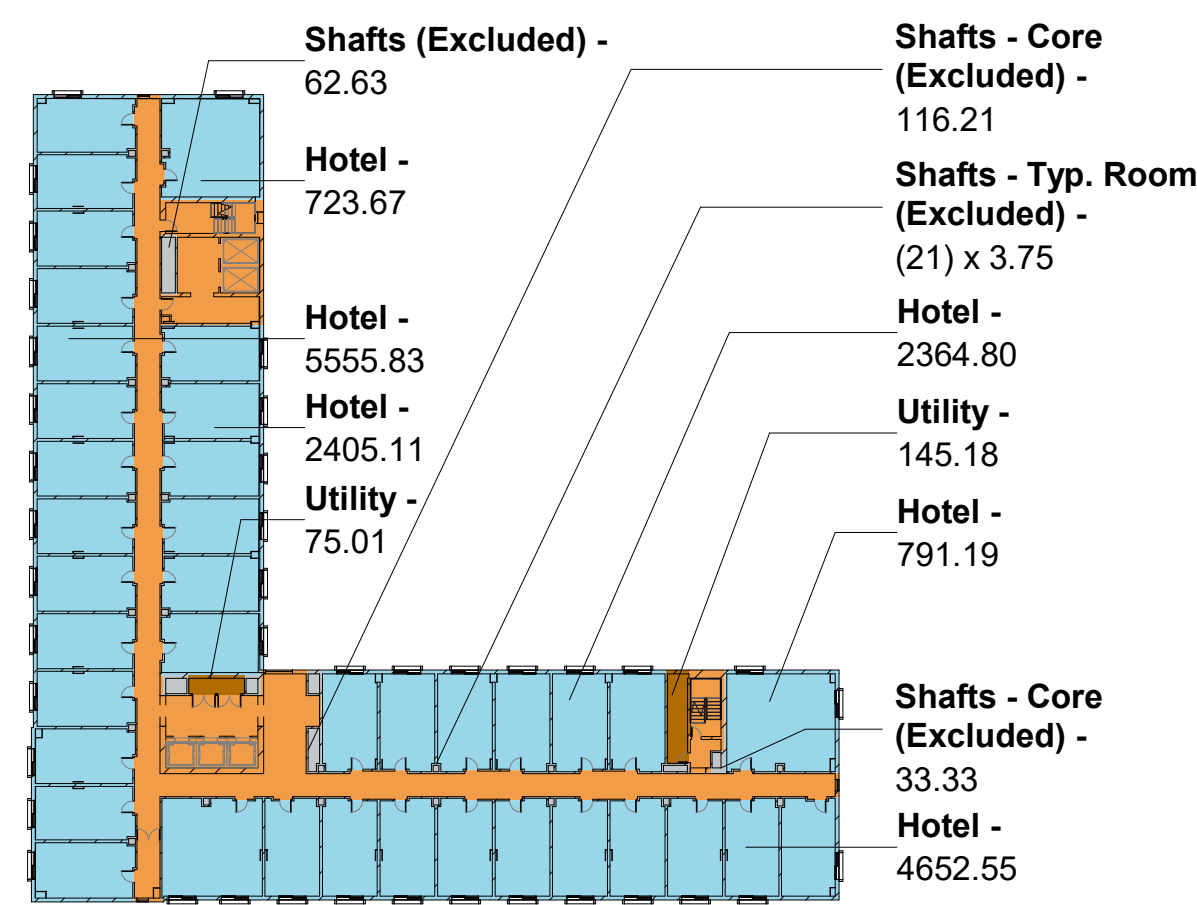 Shafts (Excluded) -
62.63
Hotel -
723.67
Hotel -
5555.83
Hotel -
2405.11
Utility -
75.01
Shafts - Core
(Excluded) -
116.21
Shafts - Typ. Room
(Excluded) -
(21) x 3.75
Hotel -
2364.80
Utility -
145.18
Hotel -
791.19
Shafts - Core
(Excluded) -
33.33
Hotel -
4652.55